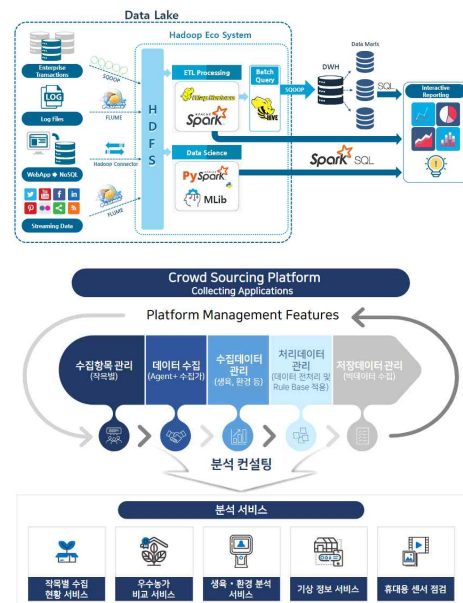 Data Lake
Hadoop Eco System
Enterprise
Transactions
SQOOP
LOG
Log Files
FLUME
WebApp ➡ NoSQL
Hadoop Connector
Streaming Data
FLUME
HDFS
ETL Processing
APACHE
Spark
Batch
Query
HIVE
Data Science
PySpark
MLib
SQOOP
DWH
Data Marts
SQL
Spark SQL
Interactive
Reporting
Crowd Sourcing Platform
Collecting Applications
Platform Management Features
수집항목 관리
(작목별)
데이터 수집
(Agent+ 수집가)
수집데이터
관리
(생육, 환경 등)
처리데이터
관리
(데이터 전처리 및
Rule Base 적용)
저장데이터 관리
(빅데이터 수집)
분석 컨설팅
분석 서비스
작목별 수집
현황 서비스
우수농가
비교 서비스
생육·환경 분석
서비스
기상 정보 서비스
휴대용 센서 점검